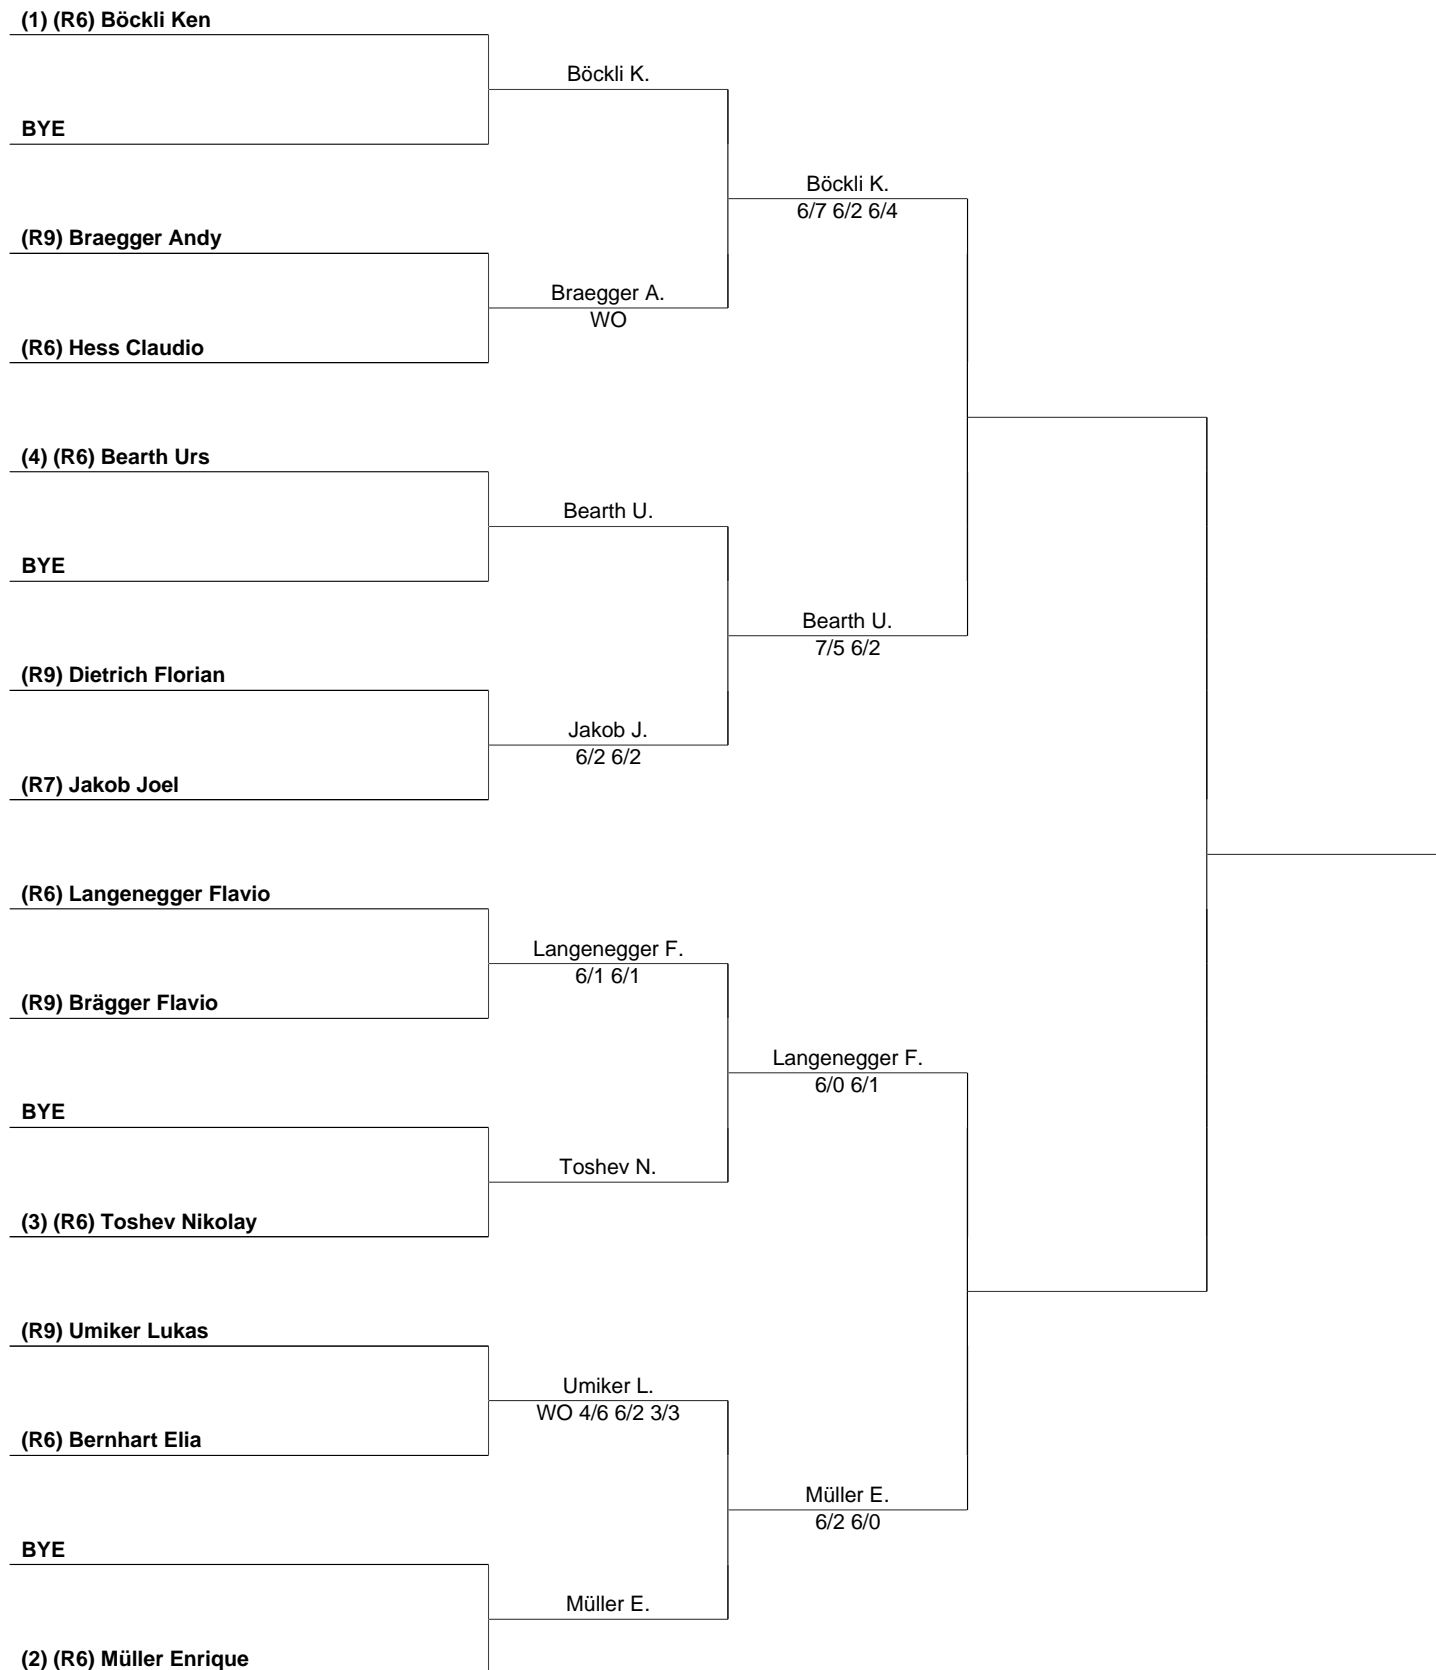 (1) (R6) Böckli Ken
Böckli K.
BYE
Böckli K.
6/7 6/2 6/4
(R9) Braegger Andy
Braegger A.
WO
(R6) Hess Claudio
(4) (R6) Bearth Urs
Bearth U.
BYE
Bearth U.
7/5 6/2
(R9) Dietrich Florian
Jakob J.
6/2 6/2
(R7) Jakob Joel
(R6) Langenegger Flavio
Langenegger F.
6/1 6/1
(R9) Brägger Flavio
Langenegger F.
6/0 6/1
BYE
Toshev N.
(3) (R6) Toshev Nikolay
(R9) Umiker Lukas
Umiker L.
WO 4/6 6/2 3/3
(R6) Bernhart Elia
Müller E.
6/2 6/0
BYE
Müller E.
(2) (R6) Müller Enrique